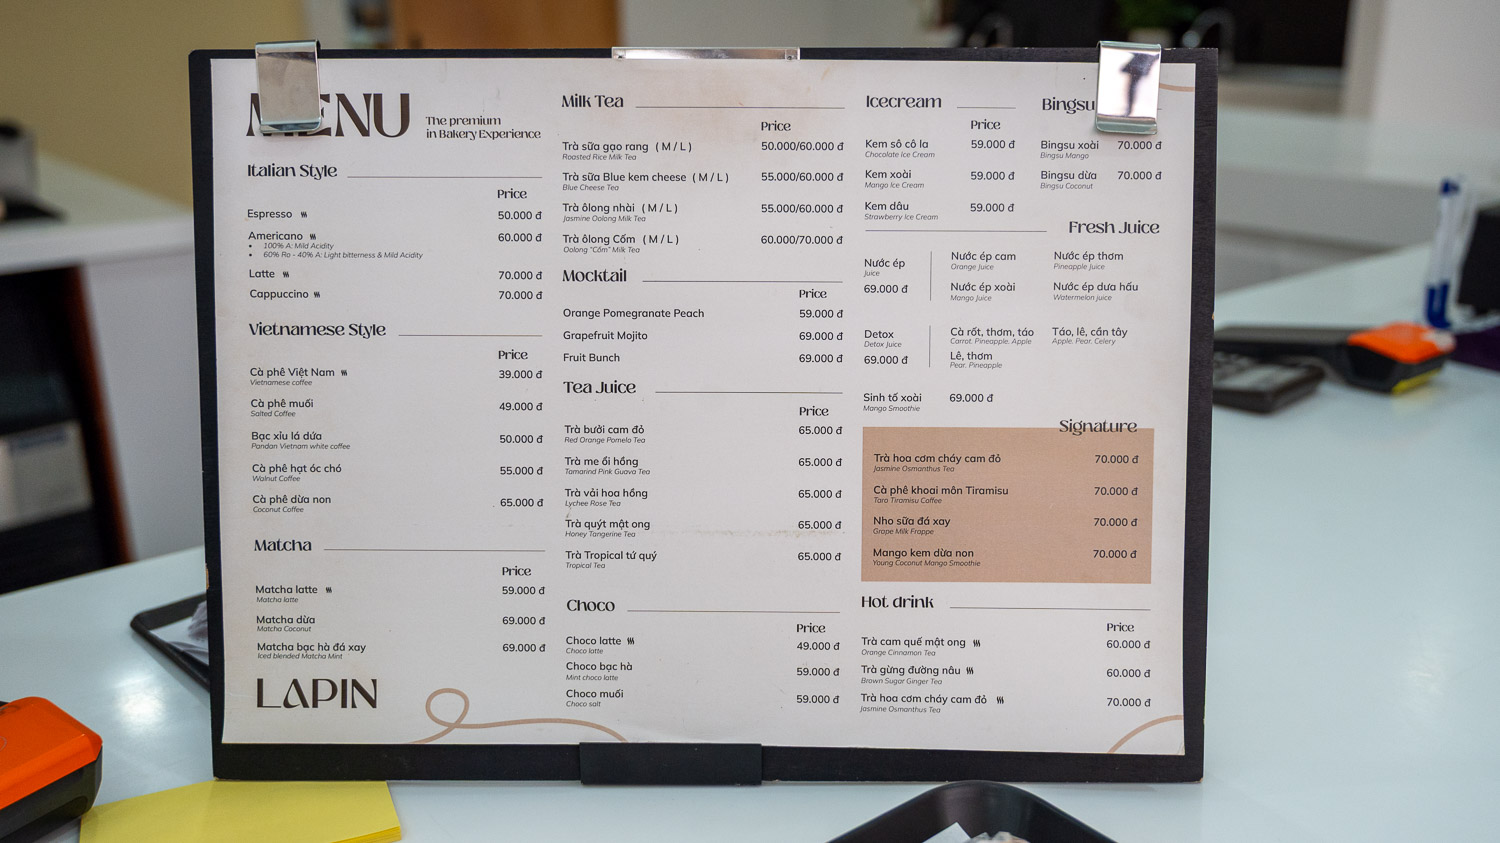 MENU
The premium
in Bakery Experience
Italian Style
Price
Espresso 50.000 đ
Americano 60.000 đ
• 100% A: Mild Acidity
• 60% Ro - 40% A: Light bitterness & Mild Acidity
Latte 70.000 đ
Cappuccino 70.000 đ
Vietnamese Style
Price
Cà phê Việt Nam 39.000 đ
Vietnamese coffee
Cà phê muối 49.000 đ
Salted Coffee
Bạc xỉu lá dứa 50.000 đ
Pandan Vietnam white coffee
Cà phê hạt óc chó 55.000 đ
Walnut Coffee
Cà phê dừa non 65.000 đ
Coconut Coffee
Matcha
Price
Matcha latte 59.000 đ
Matcha latte
Matcha dừa 69.000 đ
Matcha Coconut
Matcha bạc hà đá xay 69.000 đ
Iced blended Matcha Mint
LAPIN
Milk Tea
Price
Trà sữa gạo rang ( M / L ) 50.000/60.000 đ
Roasted Rice Milk Tea
Trà sữa Blue kem cheese ( M / L ) 55.000/60.000 đ
Blue Cheese Tea
Trà ôlong nhài ( M / L ) 55.000/60.000 đ
Jasmine Oolong Milk Tea
Trà ôlong Cốm ( M / L ) 60.000/70.000 đ
Oolong "Cốm" Milk Tea
Mocktail
Price
Orange Pomegranate Peach 59.000 đ
Grapefruit Mojito 69.000 đ
Fruit Bunch 69.000 đ
Tea Juice
Price
Trà bưởi cam đỏ 65.000 đ
Red Orange Pomelo Tea
Trà me ổi hồng 65.000 đ
Tamarind Pink Guava Tea
Trà vải hoa hồng 65.000 đ
Lychee Rose Tea
Trà quýt mật ong 65.000 đ
Honey Tangerine Tea
Trà Tropical tứ quý 65.000 đ
Tropical Tea
Choco
Price
Choco latte 49.000 đ
Choco latte
Choco bạc hà 59.000 đ
Mint choco latte
Choco muối 59.000 đ
Choco salt
Icecream
Price
Kem sô cô la 59.000 đ
Chocolate Ice Cream
Kem xoài 59.000 đ
Mango Ice Cream
Kem dâu 59.000 đ
Strawberry Ice Cream
Bingsu
Bingsu xoài 70.000 đ
Bingsu Mango
Bingsu dừa 70.000 đ
Bingsu Coconut
Fresh Juice
Nước ép
Juice
69.000 đ
Nước ép cam
Orange Juice
Nước ép thơm
Pineapple Juice
Nước ép xoài
Mango Juice
Nước ép dưa hấu
Watermelon juice
Detox
Detox Juice
69.000 đ
Cà rốt, thơm, táo
Carrot. Pineapple. Apple
Táo, lê, cần tây
Apple. Pear. Celery
Lê, thơm
Pear. Pineapple
Sinh tố xoài 69.000 đ
Mango Smoothie
Signature
Trà hoa cơm cháy cam đỏ 70.000 đ
Jasmine Osmanthus Tea
Cà phê khoai môn Tiramisu 70.000 đ
Taro Tiramisu Coffee
Nho sữa đá xay 70.000 đ
Grape Milk Frappe
Mango kem dừa non 70.000 đ
Young Coconut Mango Smoothie
Hot drink
Price
Trà cam quế mật ong 60.000 đ
Orange Cinnamon Tea
Trà gừng đường nâu 60.000 đ
Brown Sugar Ginger Tea
Trà hoa cơm cháy cam đỏ 70.000 đ
Jasmine Osmanthus Tea